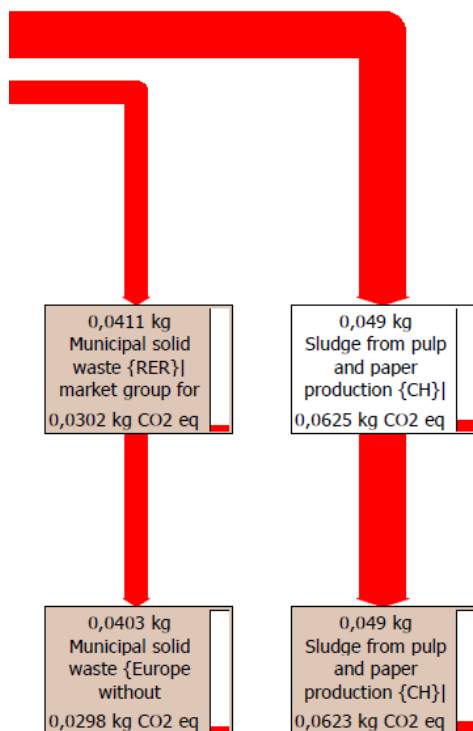 0,0411 kg
Municipal solid
waste {RER}|
market group for
0,0302 kg CO2 eq
0,049 kg
Sludge from pulp
and paper
production {CH}|
0,0625 kg CO2 eq
0,0403 kg
Municipal solid
waste {Europe
without
0,0298 kg CO2 eq
0,049 kg
Sludge from pulp
and paper
production {CH}|
0,0623 kg CO2 eq